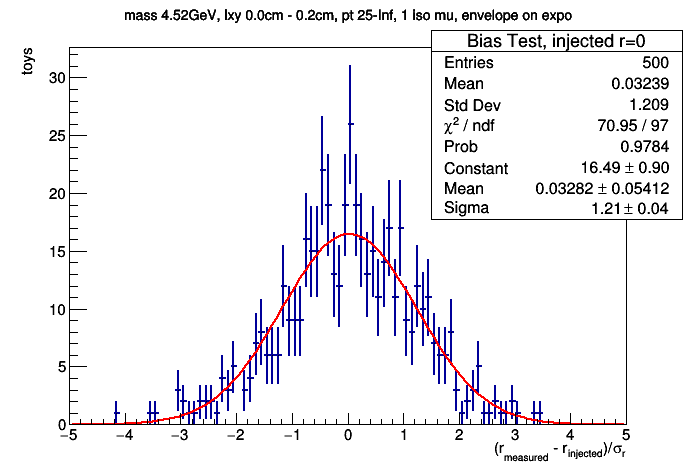 mass 4.52GeV, lxy 0.0cm - 0.2cm, pt 25-Inf, 1 Iso mu, envelope on expo
Bias Test, injected r=0
Entries 500
Mean 0.03239
Std Dev 1.209
χ² / ndf 70.95 / 97
Prob 0.9784
Constant 16.49 ± 0.90
Mean 0.03282 ± 0.05412
Sigma 1.21 ± 0.04
toys
30
25
20
15
10
5
0
−5 −4 −3 −2 −1 0 1 2 3 4 5
(r_measured - r_injected)/σ_r